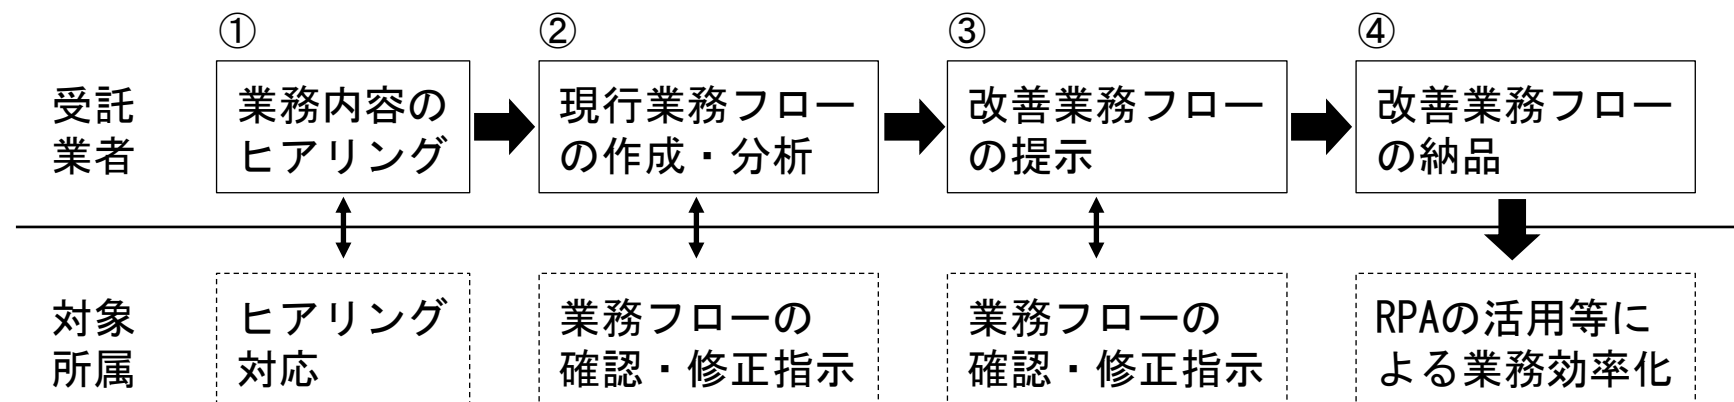 ①
②
③
④
受託
業者
業務内容の
ヒアリング
現行業務フロー
の作成・分析
改善業務フロー
の提示
改善業務フロー
の納品
対象
所属
ヒアリング
対応
業務フローの
確認・修正指示
業務フローの
確認・修正指示
RPAの活用等に
よる業務効率化